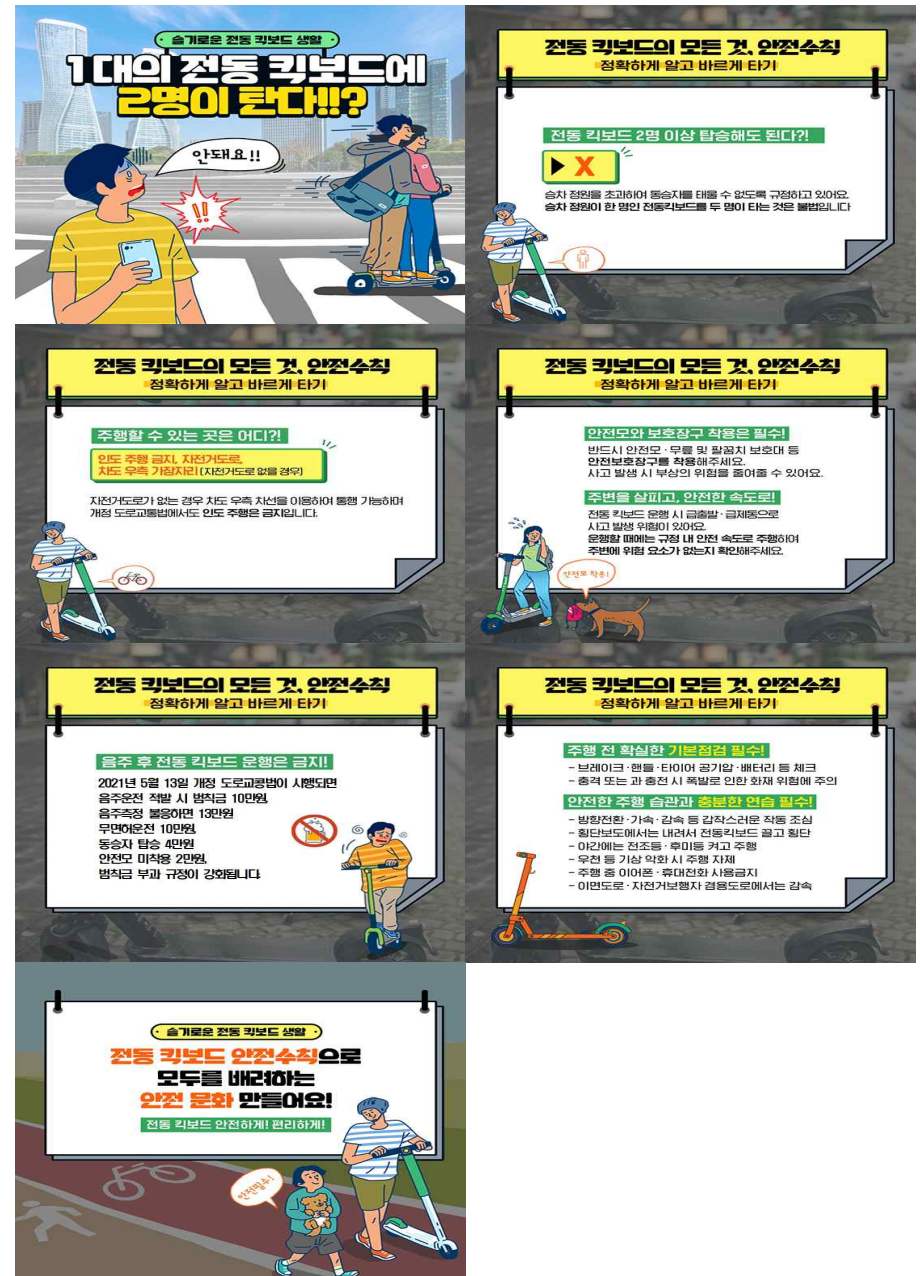 슬기로운 전동 킥보드 생활
1대의 전동 킥보드에
2명이 탄다!!?
안돼요!!
!!
전동 킥보드의 모든 것, 안전수칙
정확하게 알고 바르게 타기
전동 킥보드 2명 이상 탑승해도 된다?!
▶ X
승차 정원을 초과하여 동승자를 태울 수 없도록 규정하고 있어요.
승차 정원이 한 명인 전동킥보드를 두 명이 타는 것은 불법입니다
전동 킥보드의 모든 것, 안전수칙
정확하게 알고 바르게 타기
주행할 수 있는 곳은 어디?!
인도 주행 금지, 자전거도로,
차도 우측 가장자리 (자전거도로 없을 경우)
자전거도로가 없는 경우 차도 우측 차선을 이용하여 통행 가능하며
개정 도로교통법에서도 인도 주행은 금지입니다.
전동 킥보드의 모든 것, 안전수칙
정확하게 알고 바르게 타기
안전모와 보호장구 착용은 필수!
반드시 안전모·무릎 및 팔꿈치 보호대 등
안전보호장구를 착용해주세요.
사고 발생 시 부상의 위험을 줄여줄 수 있어요.
주변을 살피고, 안전한 속도로!
전동 킥보드 운행 시 급출발·급제동으로
사고 발생 위험이 있어요.
운행할 때에는 규정 내 안전 속도로 주행하여
주변에 위험 요소가 없는지 확인해주세요.
안전모 착용!
전동 킥보드의 모든 것, 안전수칙
정확하게 알고 바르게 타기
음주 후 전동 킥보드 운행은 금지!
2021년 5월 13일 개정 도로교통법이 시행되면
음주운전 적발 시 범칙금 10만원,
음주측정 불응하면 13만원
무면허운전 10만원,
동승자 탑승 4만원
안전모 미착용 2만원,
범칙금 부과 규정이 강화됩니다.
전동 킥보드의 모든 것, 안전수칙
정확하게 알고 바르게 타기
주행 전 확실한 기본점검 필수!
- 브레이크·핸들·타이어 공기압·배터리 등 체크
- 충격 또는 과 충전 시 폭발로 인한 화재 위험에 주의
안전한 주행 습관과 충분한 연습 필수!
- 방향전환·가속·감속 등 갑작스러운 작동 조심
- 횡단보도에서는 내려서 전동킥보드 끌고 횡단
- 야간에는 전조등·후미등 켜고 주행
- 우천 등 기상 악화 시 주행 자제
- 주행 중 이어폰·휴대전화 사용금지
- 이면도로·자전거보행자 겸용도로에서는 감속
슬기로운 전동 킥보드 생활
전동 킥보드 안전수칙으로
모두를 배려하는
안전 문화 만들어요!
전동 킥보드 안전하게! 편리하게!
안전필수!